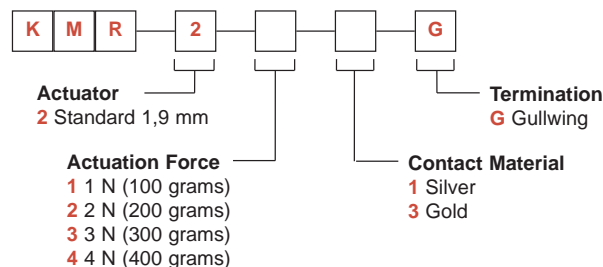 K M R 2 G
Actuator
2 Standard 1,9 mm
Termination
G Gullwing
Actuation Force
1 1 N (100 grams)
2 2 N (200 grams)
3 3 N (300 grams)
4 4 N (400 grams)
Contact Material
1 Silver
3 Gold